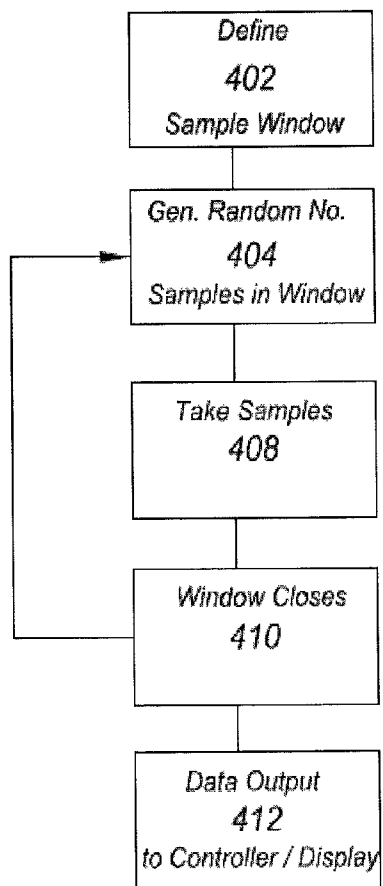 Define
402
Sample Window
Gen. Random No.
404
Samples in Window
Take Samples
408
Window Closes
410
Data Output
412
to Controller / Display